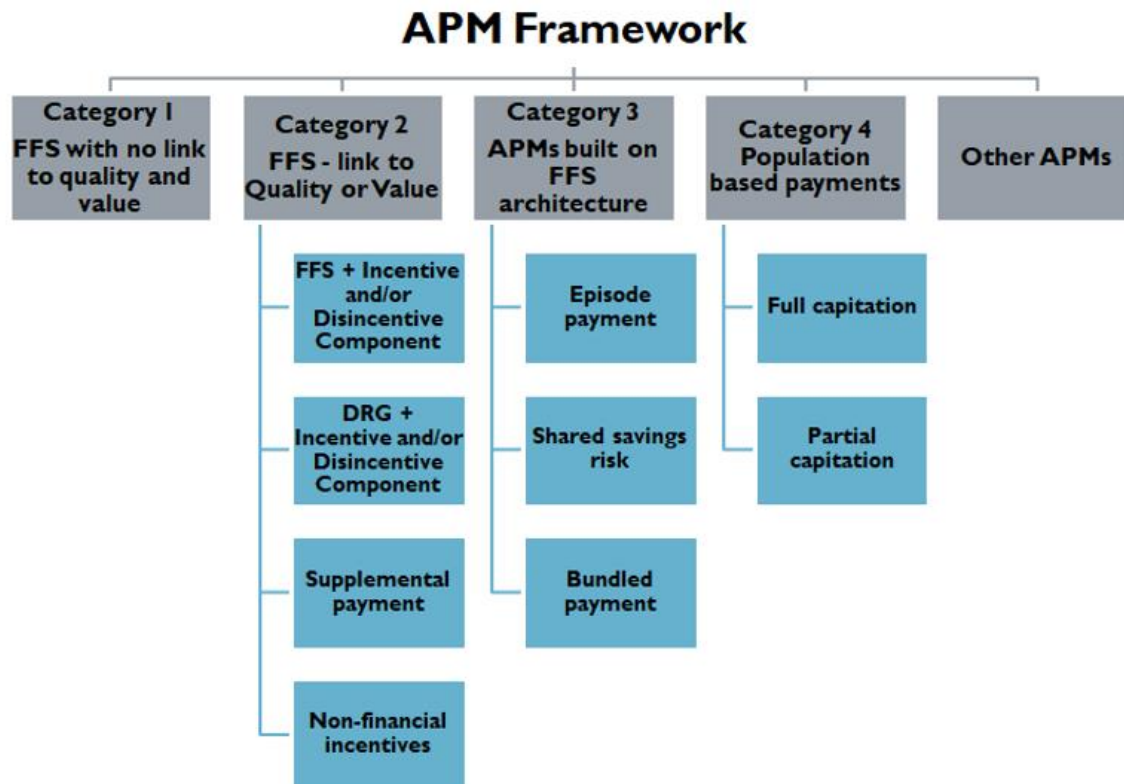 APM Framework
Category 1
FFS with no link
to quality and
value
Category 2
FFS - link to
Quality or Value
Category 3
APMs built on
FFS
architecture
Category 4
Population
based payments
Other APMs
FFS + Incentive
and/or
Disincentive
Component
DRG +
Incentive and/or
Disincentive
Component
Supplemental
payment
Non-financial
incentives
Episode
payment
Shared savings
risk
Bundled
payment
Full capitation
Partial
capitation